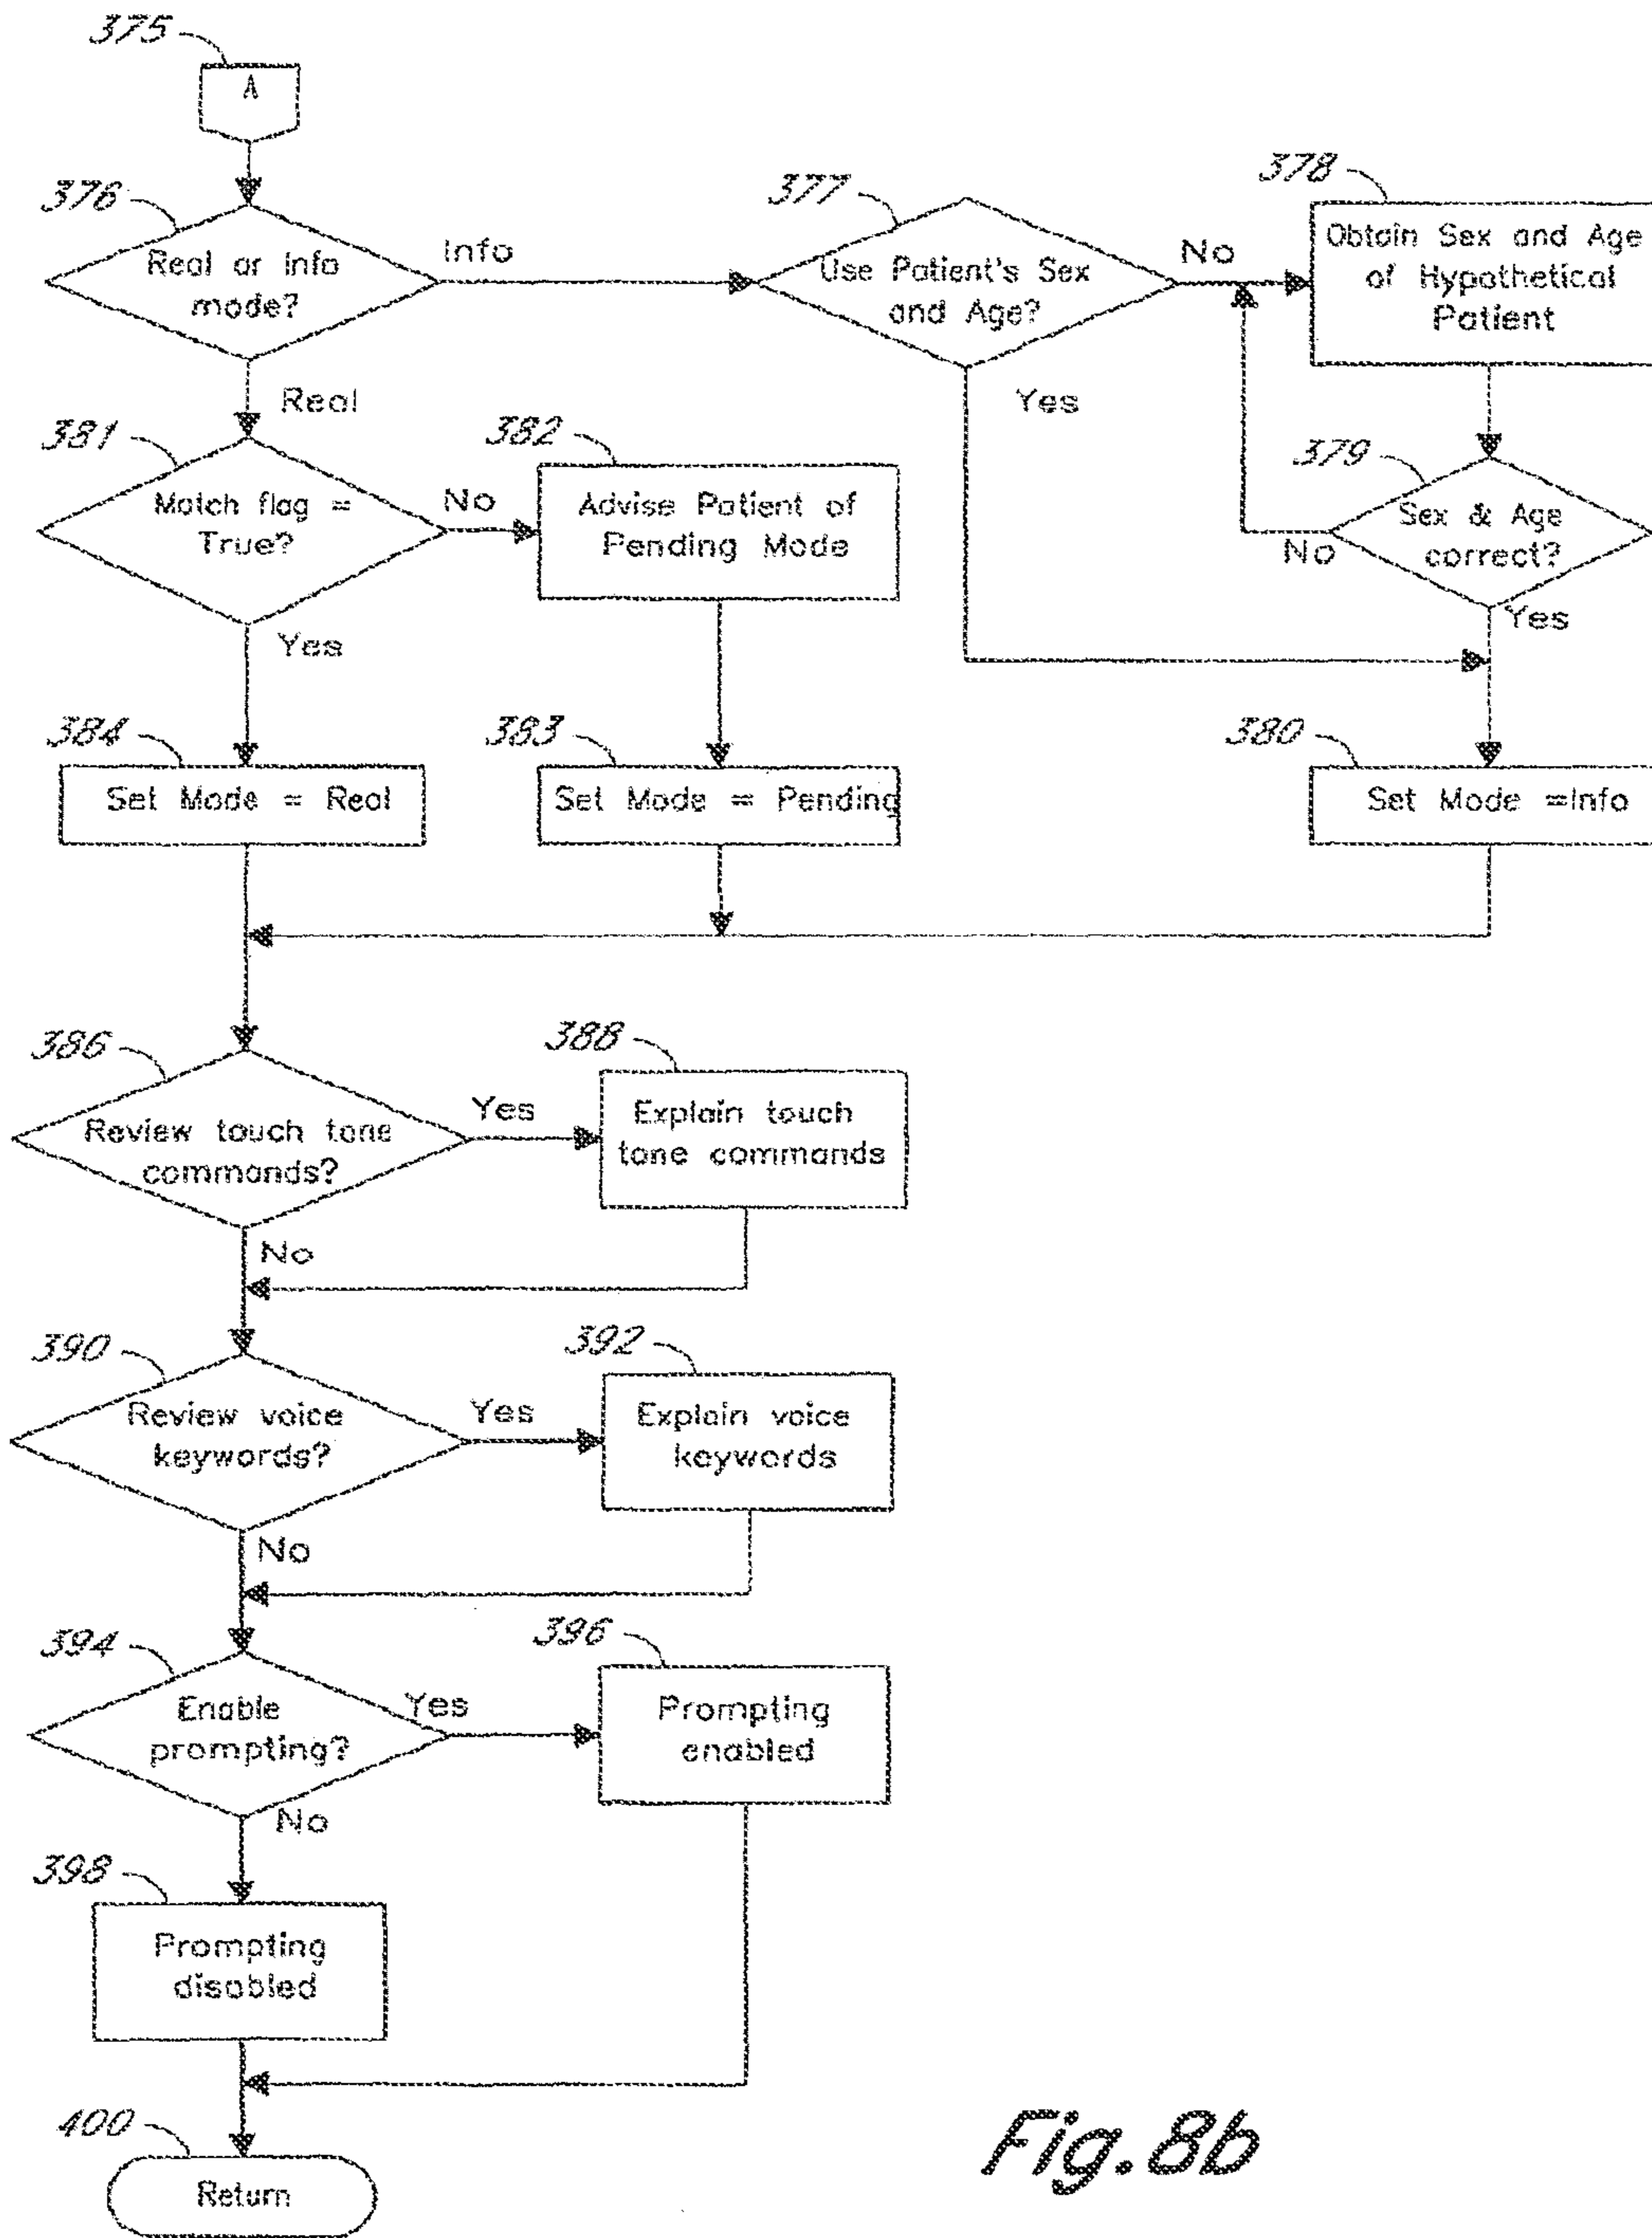 375
A
376
Real or Info
mode?
Info
377
Use Patient's Sex
and Age?
No
Yes
378
Obtain Sex and Age
of Hypothetical
Patient
379
Sex & Age
correct?
No
Yes
Real
381
Match flag =
True?
No
Yes
382
Advise Patient of
Pending Mode
384
Set Mode = Real
383
Set Mode = Pending
380
Set Mode =Info
386
Review touch tone
commands?
Yes
No
388
Explain touch
tone commands
390
Review voice
keywords?
Yes
No
392
Explain voice
keywords
394
Enable
prompting?
Yes
No
396
Prompting
enabled
398
Prompting
disabled
400
Return
Fig. 8b